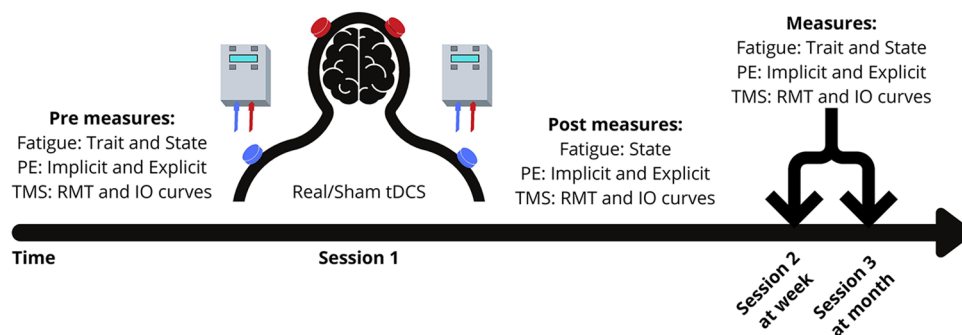 Pre measures:
Fatigue: Trait and State
PE: Implicit and Explicit
TMS: RMT and IO curves
Real/Sham tDCS
Post measures:
Fatigue: State
PE: Implicit and Explicit
TMS: RMT and IO curves
Measures:
Fatigue: Trait and State
PE: Implicit and Explicit
TMS: RMT and IO curves
Time
Session 1
Session 2
at week
Session 3
at month